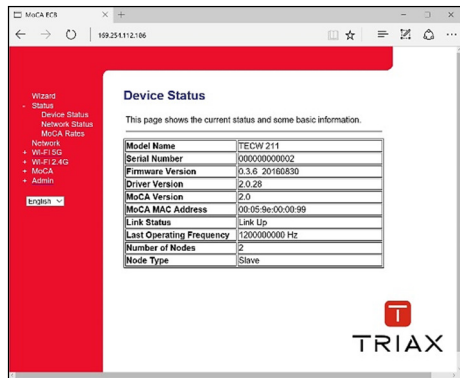 MoCA ECB
169.254.112.106
Wizard
- Status
Device Status
Network Status
MoCA Rates
Network
+ WI-FI 5G
+ WI-FI 2.4G
+ MoCA
+ Admin
English
Device Status
This page shows the current status and some basic information.
Model Name TECW 211
Serial Number 000000000002
Firmware Version 0.3.6 20160830
Driver Version 2.0.28
MoCA Version 2.0
MoCA MAC Address 00:05:9e:00:00:99
Link Status Link Up
Last Operating Frequency 1200000000 Hz
Number of Nodes 2
Node Type Slave
TRIAX